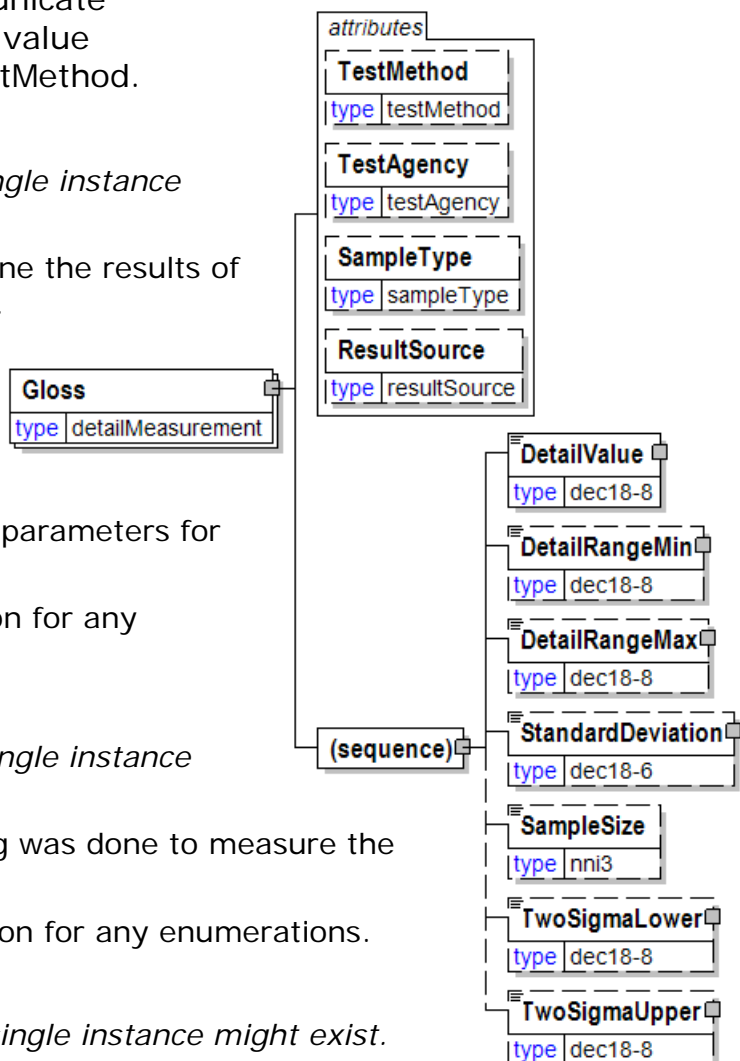 value
tMethod.
ngle instance
ne the results of
parameters for
on for any
ngle instance
g was done to measure the
on for any enumerations.
single instance might exist.
Gloss
type detailMeasurement
attributes
TestMethod
type testMethod
TestAgency
type testAgency
SampleType
type sampleType
ResultSource
type resultSource
(sequence)
DetailValue
type dec18-8
DetailRangeMin
type dec18-8
DetailRangeMax
type dec18-8
StandardDeviation
type dec18-6
SampleSize
type nni3
TwoSigmaLower
type dec18-8
TwoSigmaUpper
type dec18-8